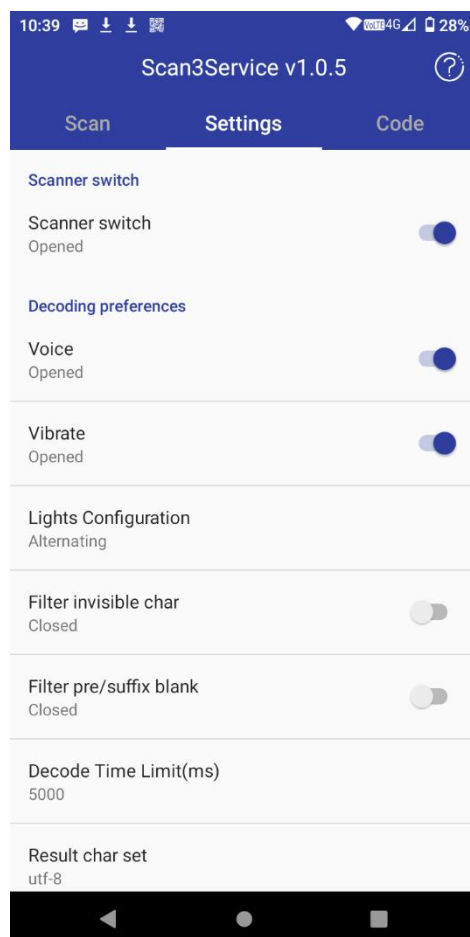 10:39 VoLTE 4G 28%
Scan3Service v1.0.5
Scan Settings Code
Scanner switch
Scanner switch
Opened
Decoding preferences
Voice
Opened
Vibrate
Opened
Lights Configuration
Alternating
Filter invisible char
Closed
Filter pre/suffix blank
Closed
Decode Time Limit(ms)
5000
Result char set
utf-8